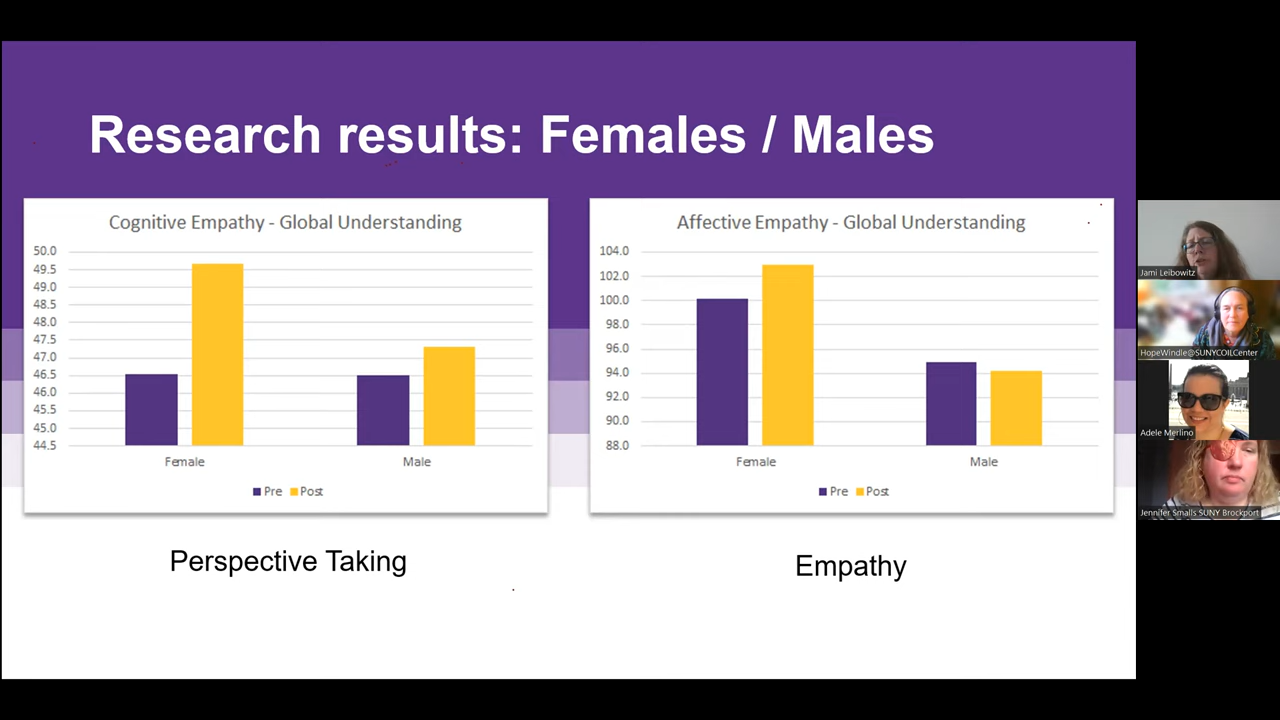 Research results: Females / Males
Cognitive Empathy - Global Understanding
50.0
49.5
49.0
48.5
48.0
47.5
47.0
46.5
46.0
45.5
45.0
44.5
Female
Male
Pre Post
Perspective Taking
Affective Empathy - Global Understanding
104.0
102.0
100.0
98.0
96.0
94.0
92.0
90.0
88.0
Female
Male
Pre Post
Empathy
Jami Leibowitz
HopeWindle@SUNYCOILCenter
Adele Merlino
Jennifer Smalls SUNY Brockport